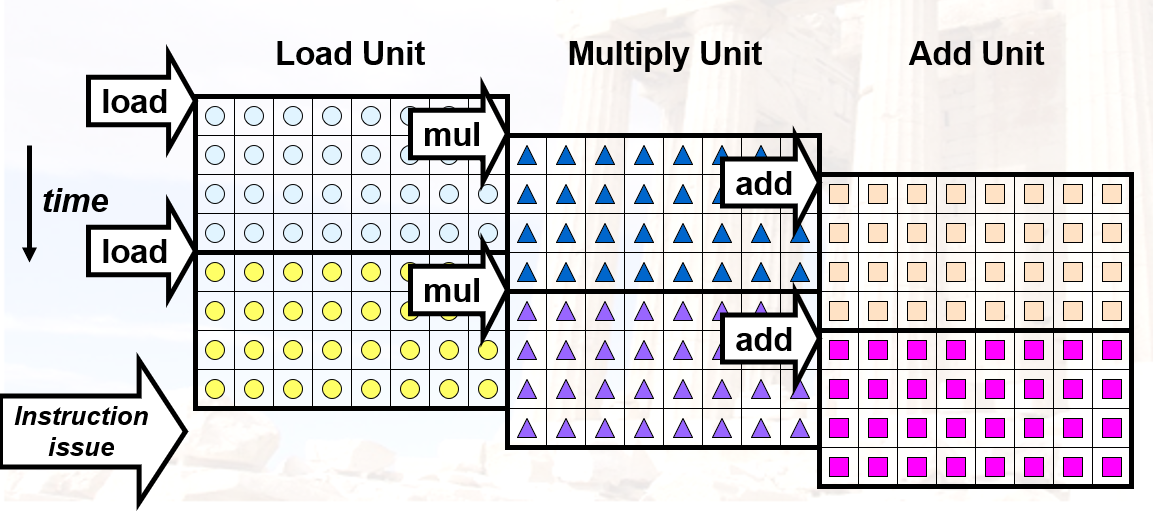 Load Unit
Multiply Unit
Add Unit
load
mul
add
time
load
mul
add
Instruction
issue